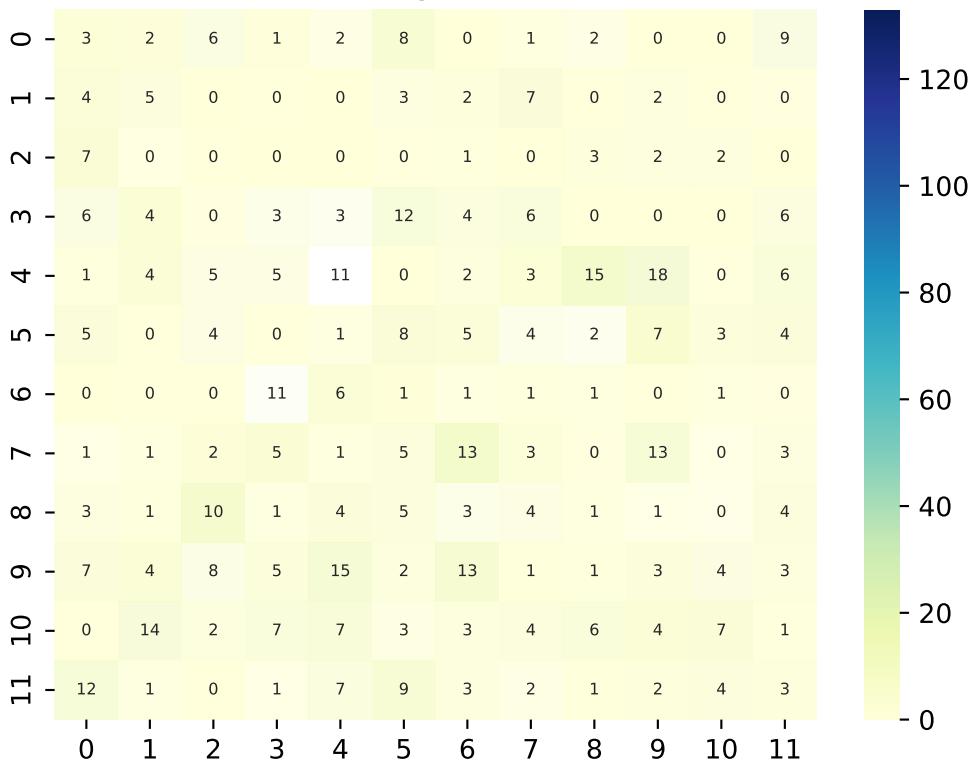 0 3 2 6 1 2 8 0 1 2 0 0 9
1 4 5 0 0 0 3 2 7 0 2 0 0 120
2 7 0 0 0 0 0 1 0 3 2 2 0 100
3 6 4 0 3 3 12 4 6 0 0 0 6
4 1 4 5 5 11 0 2 3 15 18 0 6 80
5 5 0 4 0 1 8 5 4 2 7 3 4
6 0 0 0 11 6 1 1 1 1 0 1 0 60
7 1 1 2 5 1 5 13 3 0 13 0 3
8 3 1 10 1 4 5 3 4 1 1 0 4 40
9 7 4 8 5 15 2 13 1 1 3 4 3
10 0 14 2 7 7 3 3 4 6 4 7 1 20
11 12 1 0 1 7 9 3 2 1 2 4 3 0
0 1 2 3 4 5 6 7 8 9 10 11